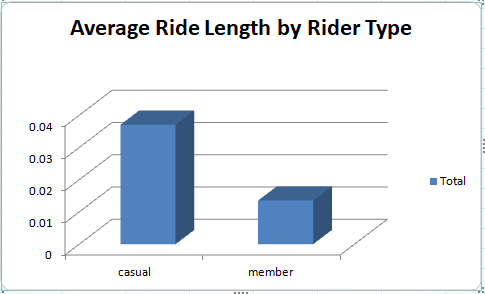 Average Ride Length by Rider Type
0.04
0.03
0.02
0.01
0
casual
member
Total